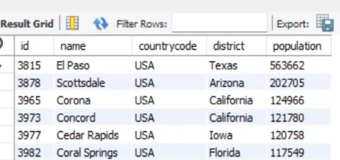 Result Grid Filter Rows: Export:
id name countrycode district population
3815 El Paso USA Texas 563662
3878 Scottsdale USA Arizona 202705
3965 Corona USA California 124966
3973 Concord USA California 121780
3977 Cedar Rapids USA Iowa 120758
3982 Coral Springs USA Florida 117549